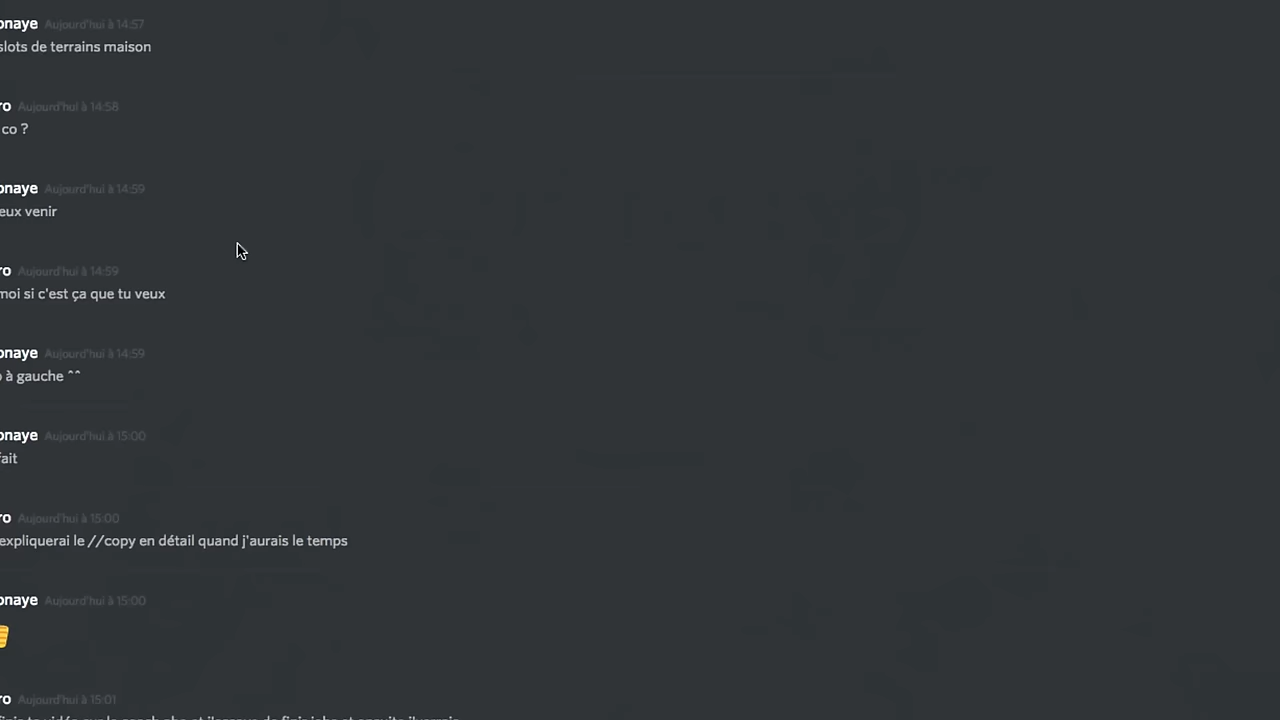 onaye Aujourd'hui à 14:57
slots de terrains maison
ro Aujourd'hui à 14:58
co ?
onaye Aujourd'hui à 14:59
eux venir
ro Aujourd'hui à 14:59
moi si c'est ça que tu veux
onaye Aujourd'hui à 14:59
à gauche ^^
onaye Aujourd'hui à 15:00
fait
ro Aujourd'hui à 15:00
expliquerai le //copy en détail quand j'aurais le temps
onaye Aujourd'hui à 15:00
ro Aujourd'hui à 15:01